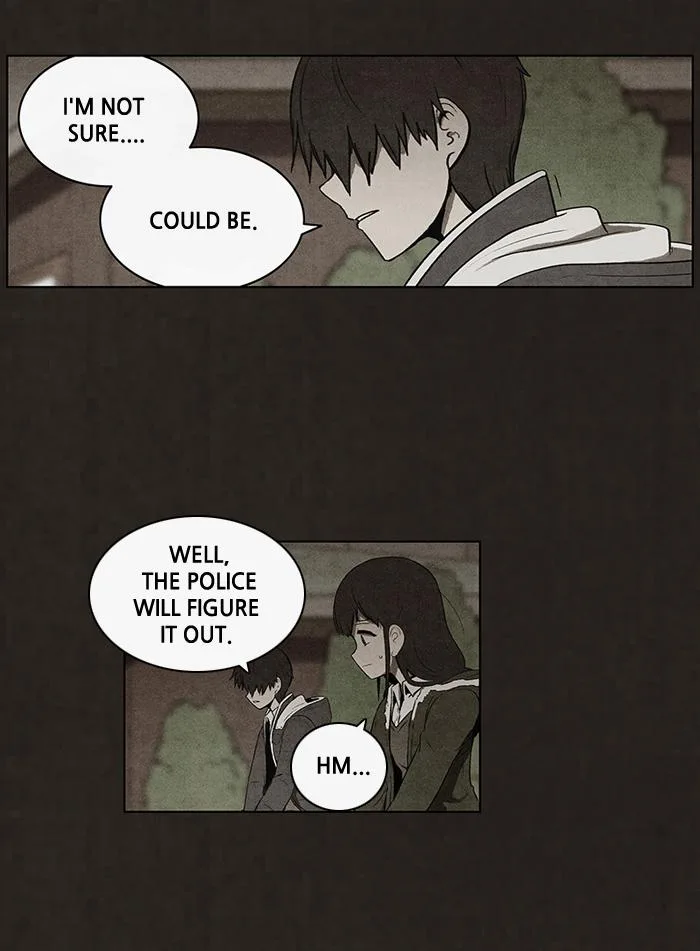 I'M NOT
SURE....
COULD BE.
WELL,
THE POLICE
WILL FIGURE
IT OUT.
HM...